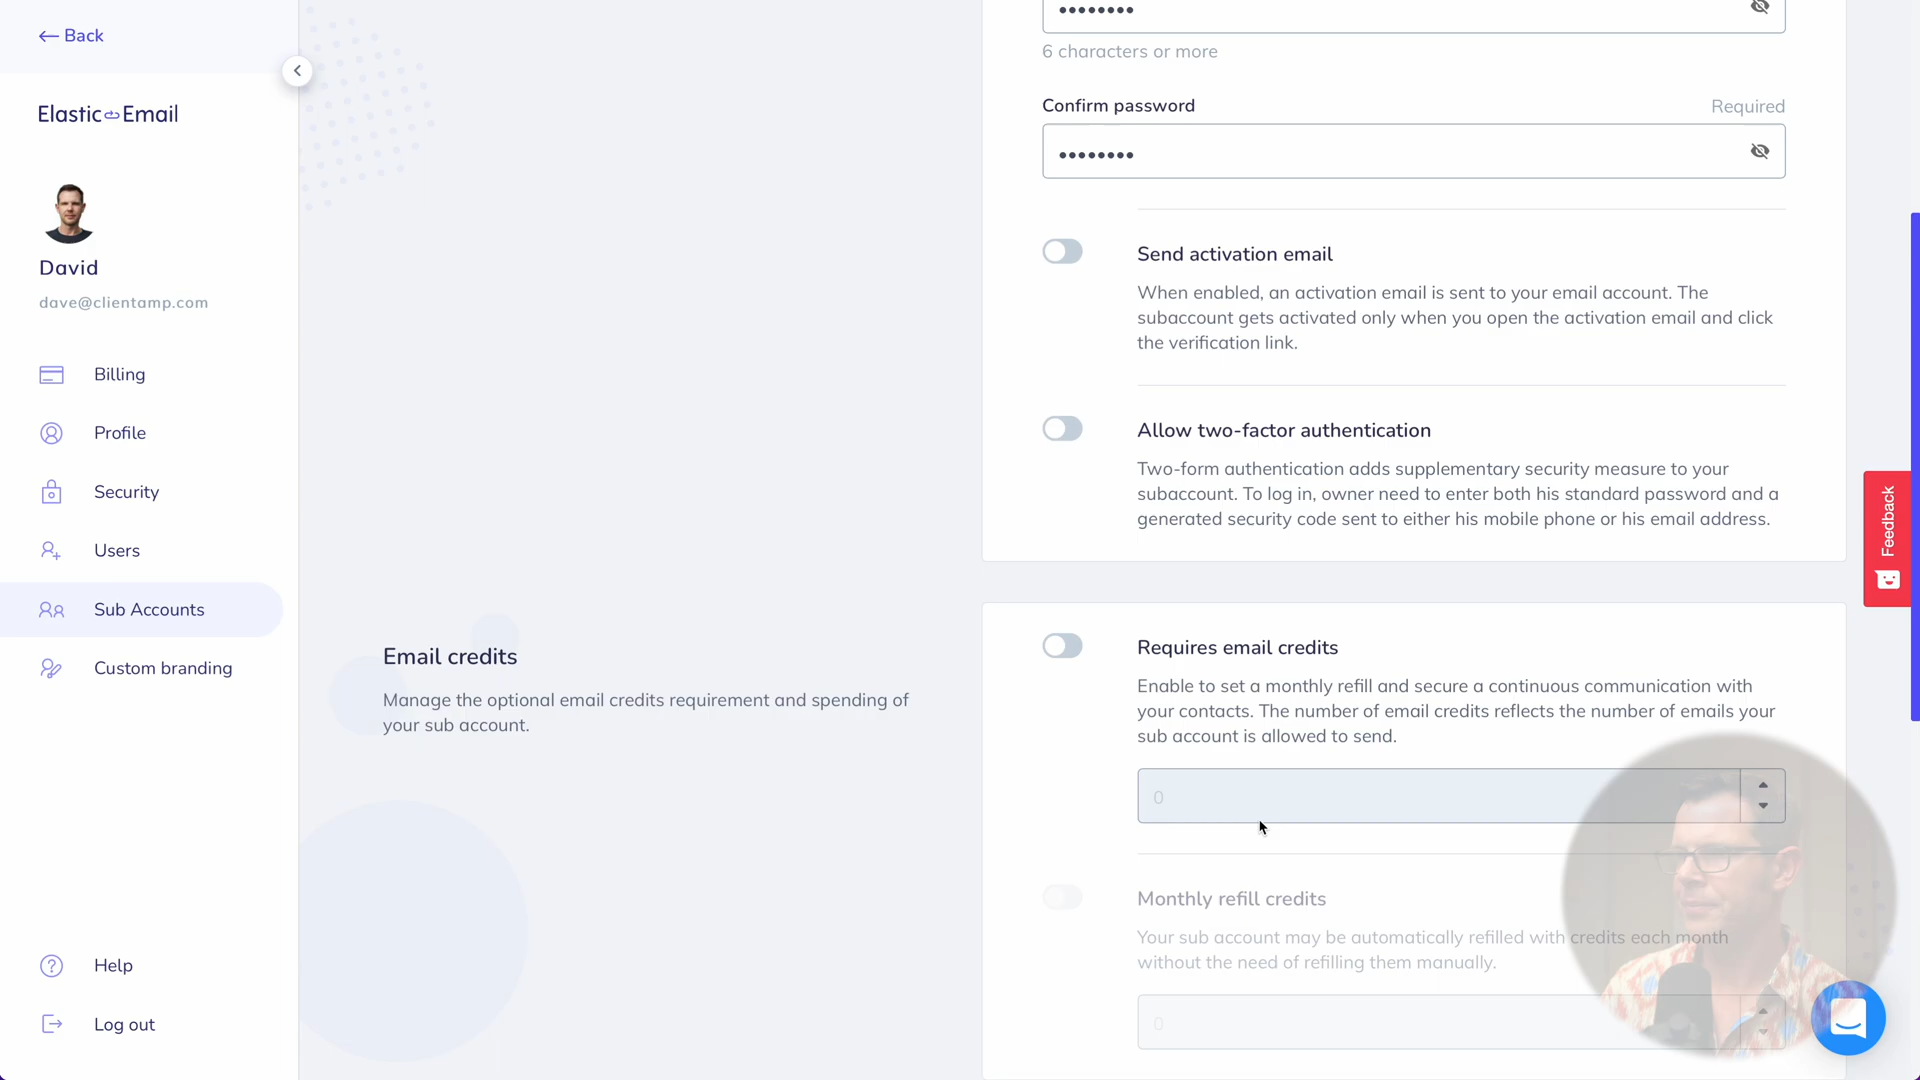 Back
Elastic Email
David
dave@clientamp.com
Billing
Profile
Security
Users
Sub Accounts
Custom branding
Help
Log out
Email credits
Manage the optional email credits requirement and spending of
your sub account.
••••••••
6 characters or more
Confirm password
Required
••••••••
Send activation email
When enabled, an activation email is sent to your email account. The
subaccount gets activated only when you open the activation email and click
the verification link.
Allow two-factor authentication
Two-form authentication adds supplementary security measure to your
subaccount. To log in, owner need to enter both his standard password and a
generated security code sent to either his mobile phone or his email address.
Requires email credits
Enable to set a monthly refill and secure a continuous communication with
your contacts. The number of email credits reflects the number of emails your
sub account is allowed to send.
0
Monthly refill credits
Your sub account may be automatically refilled with credits each month
without the need of refilling them manually.
0
Feedback